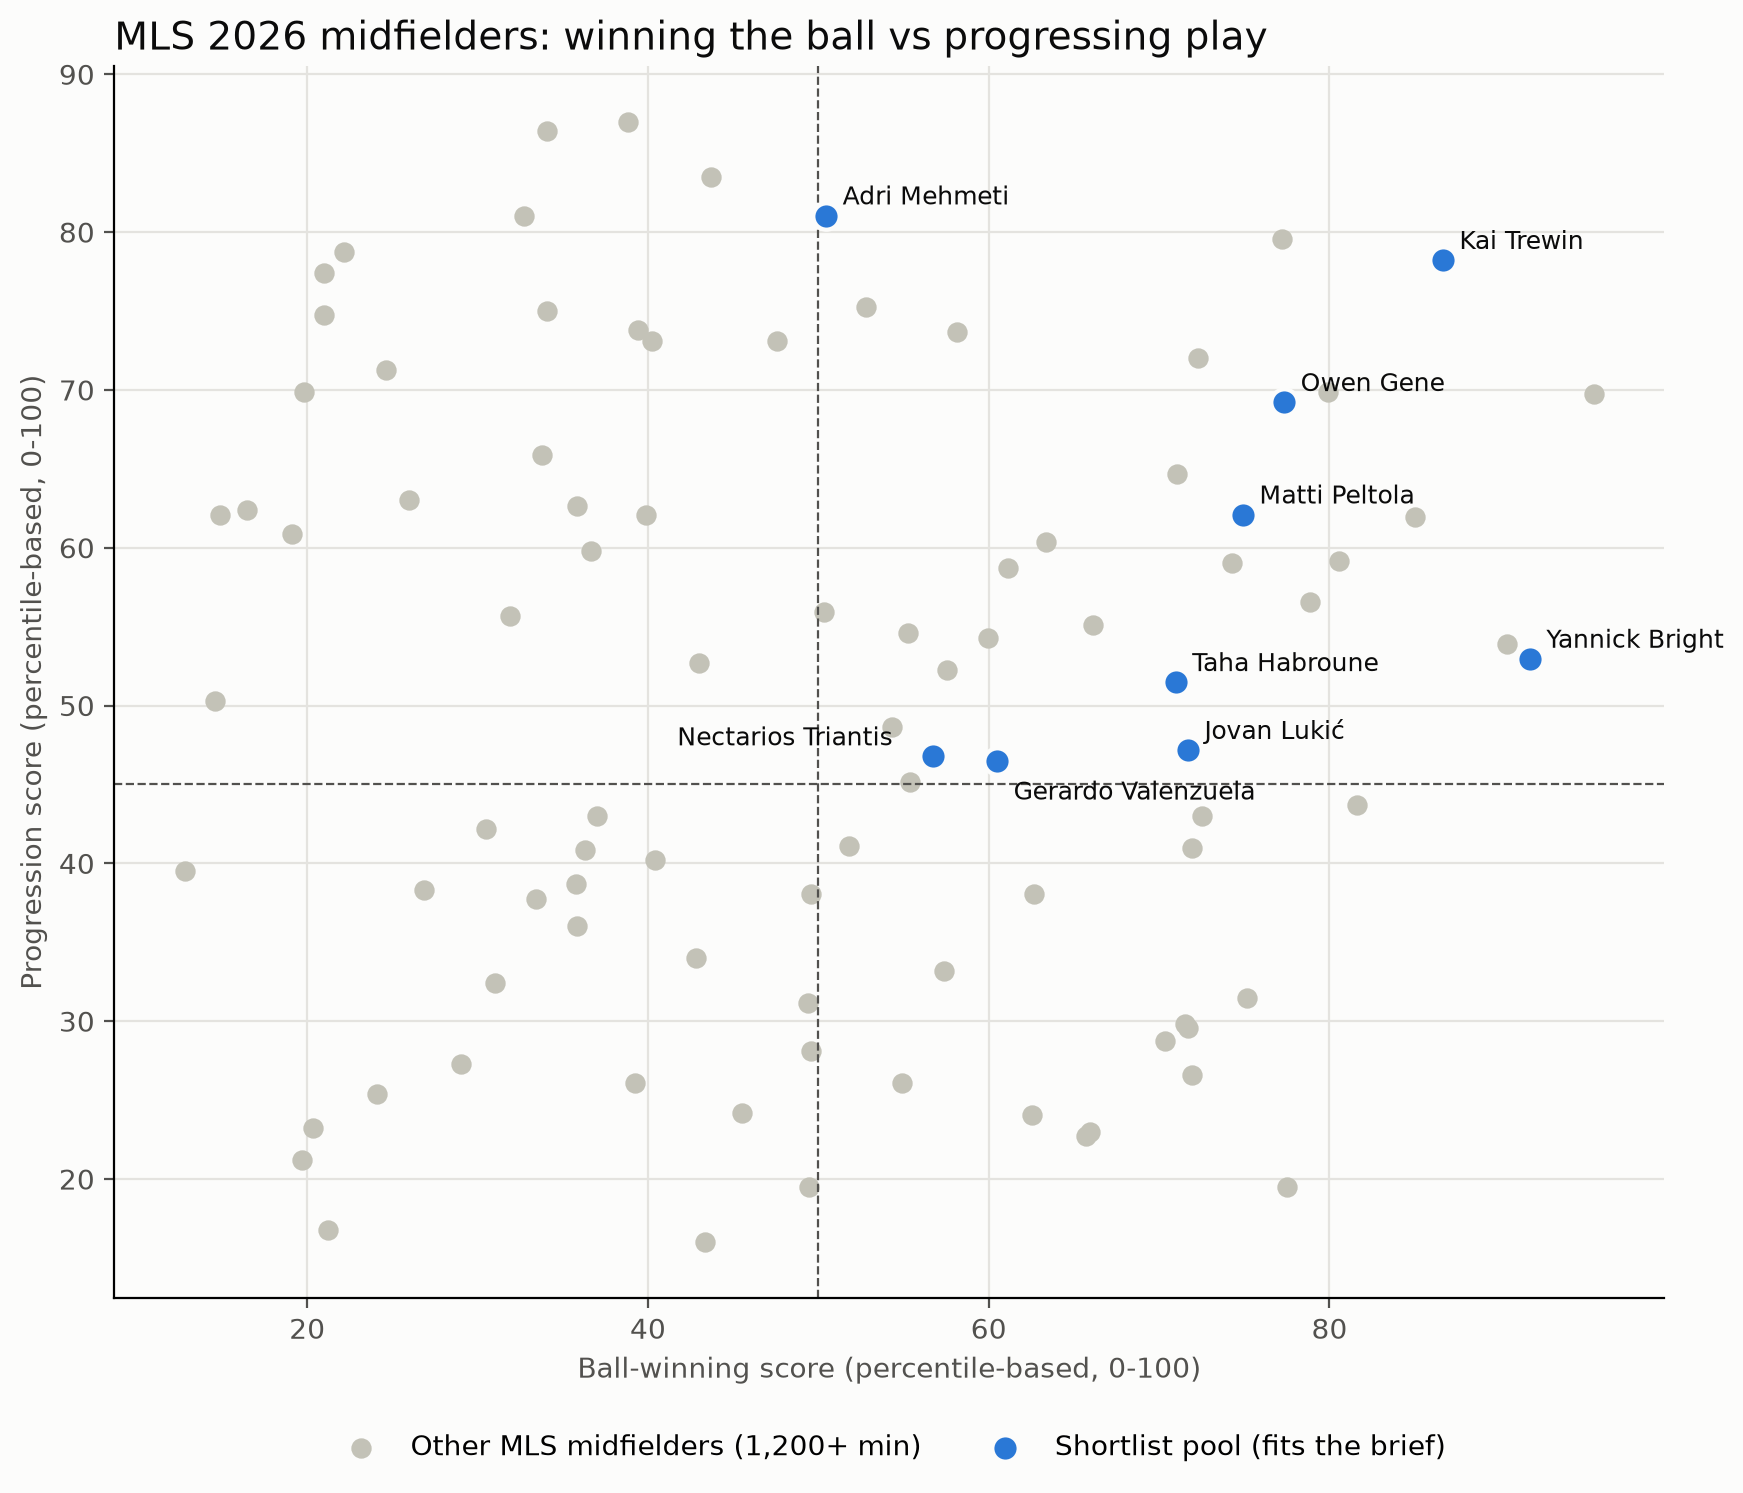 MLS 2026 midfielders: winning the ball vs progressing play
90
80
70
60
50
40
30
20
Progression score (percentile-based, 0-100)
Adri Mehmeti
Kai Trewin
Owen Gene
Matti Peltola
Yannick Bright
Taha Habroune
Jovan Lukić
Nectarios Triantis
Gerardo Valenzuela
20
40
60
80
Ball-winning score (percentile-based, 0-100)
Other MLS midfielders (1,200+ min)
Shortlist pool (fits the brief)